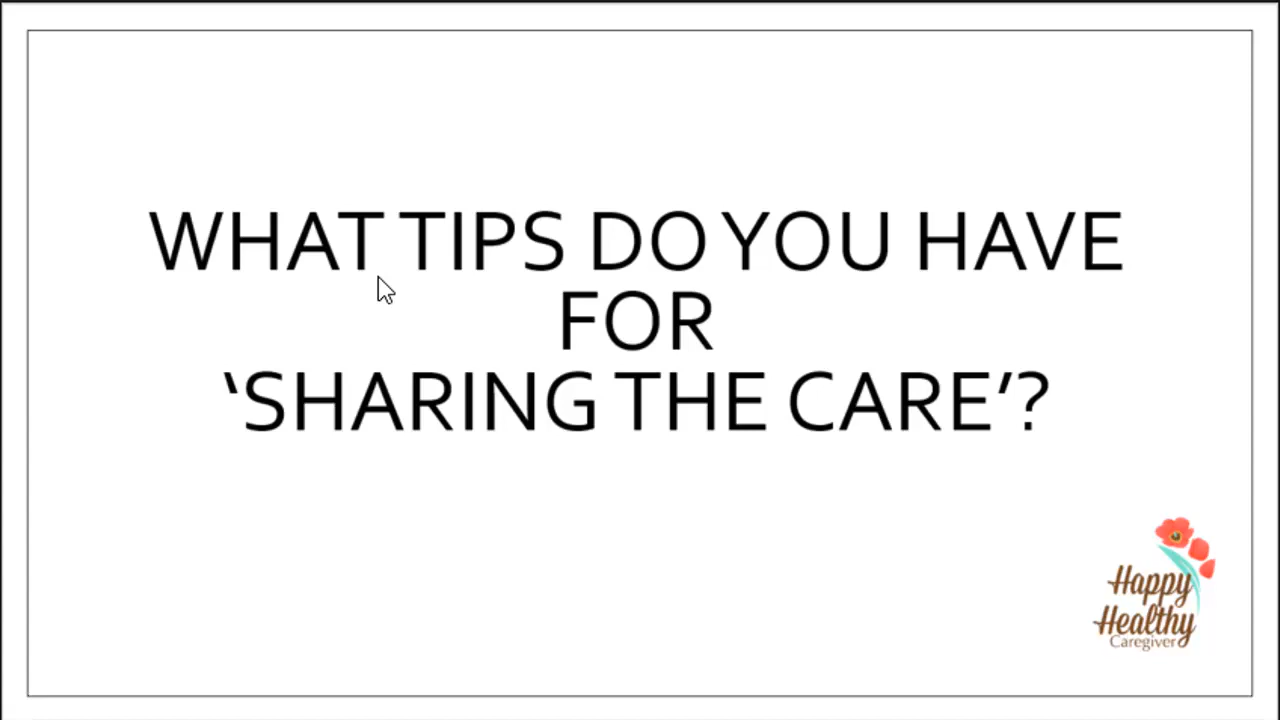 WHAT TIPS DO YOU HAVE
FOR
‘SHARING THE CARE’?
Happy
Healthy
Caregiver